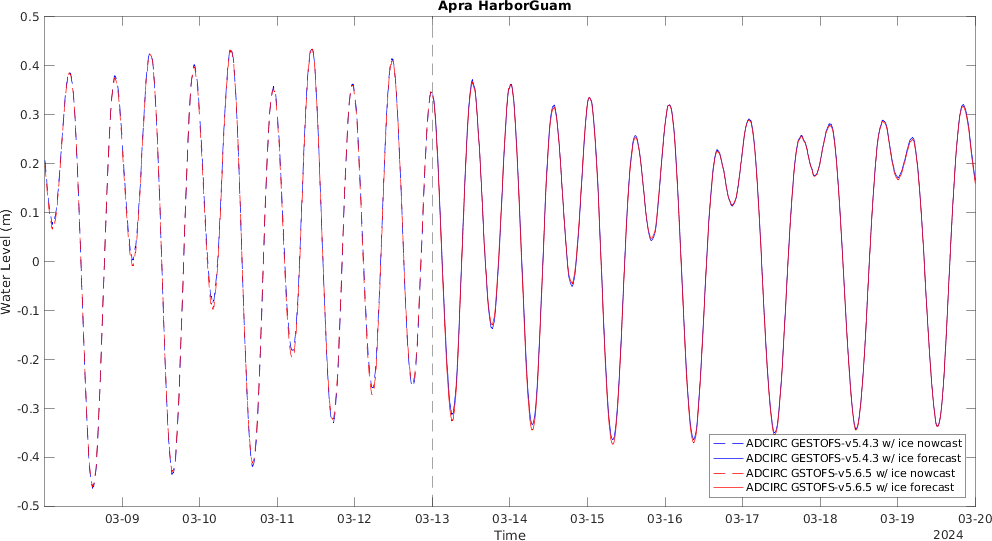 Apra HarborGuam
0.5
0.4
0.3
0.2
0.1
0
-0.1
-0.2
-0.3
-0.4
-0.5
Water Level (m)
03-09 03-10 03-11 03-12 03-13 03-14 03-15 03-16 03-17 03-18 03-19 03-20
Time
2024
ADCIRC GESTOFS-v5.4.3 w/ ice nowcast
ADCIRC GESTOFS-v5.4.3 w/ ice forecast
ADCIRC GSTOFS-v5.6.5 w/ ice nowcast
ADCIRC GSTOFS-v5.6.5 w/ ice forecast